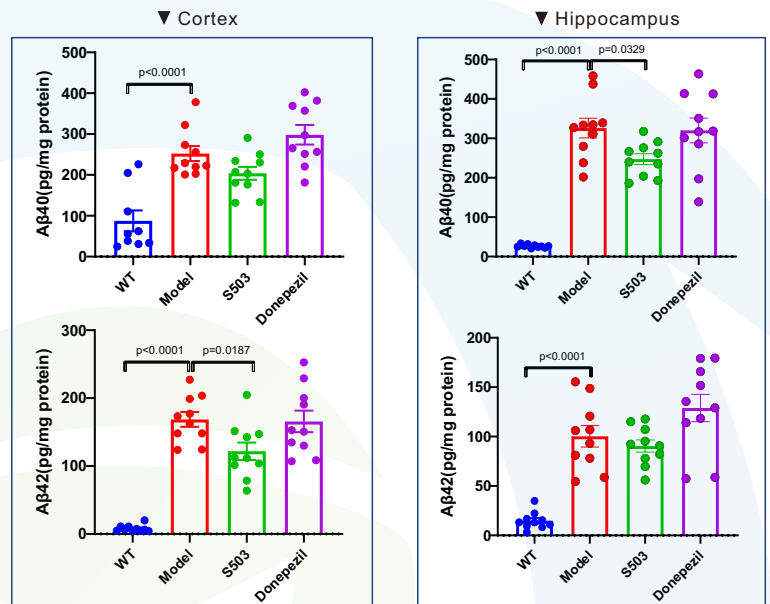 ▼ Cortex
Aβ40(pg/mg protein)
500
400
300
200
100
0
p<0.0001
WT
Model
S503
Donepezil
Aβ42(pg/mg protein)
300
200
100
0
p<0.0001
p=0.0187
WT
Model
S503
Donepezil
▼ Hippocampus
Aβ40(pg/mg protein)
500
400
300
200
100
0
p<0.0001
p=0.0329
WT
Model
S503
Donepezil
Aβ42(pg/mg protein)
200
150
100
50
0
p<0.0001
WT
Model
S503
Donepezil